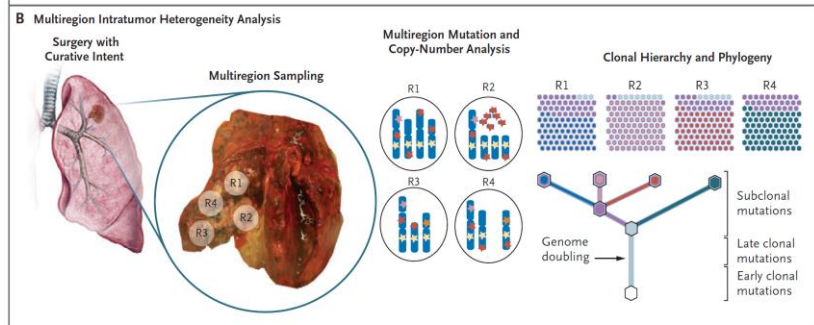 B Multiregion Intratumor Heterogeneity Analysis
Surgery with
Curative Intent
Multiregion Sampling
R1
R4
R2
R3
Multiregion Mutation and
Copy-Number Analysis
R1
R2
R3
R4
Clonal Hierarchy and Phylogeny
R1
R2
R3
R4
Subclonal
mutations
Genome
doubling
Late clonal
mutations
Early clonal
mutations